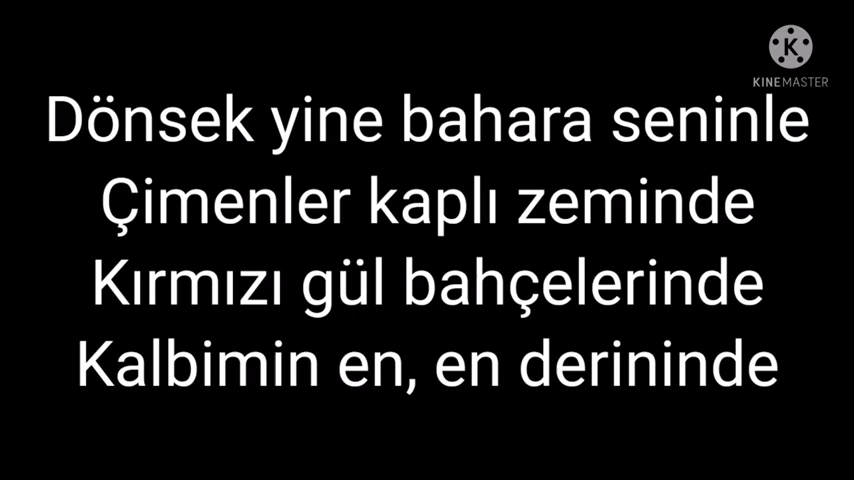 K
KINEMASTER
Dönsek yine bahara seninle
Çimenler kaplı zeminde
Kırmızı gül bahçelerinde
Kalbimin en, en derininde